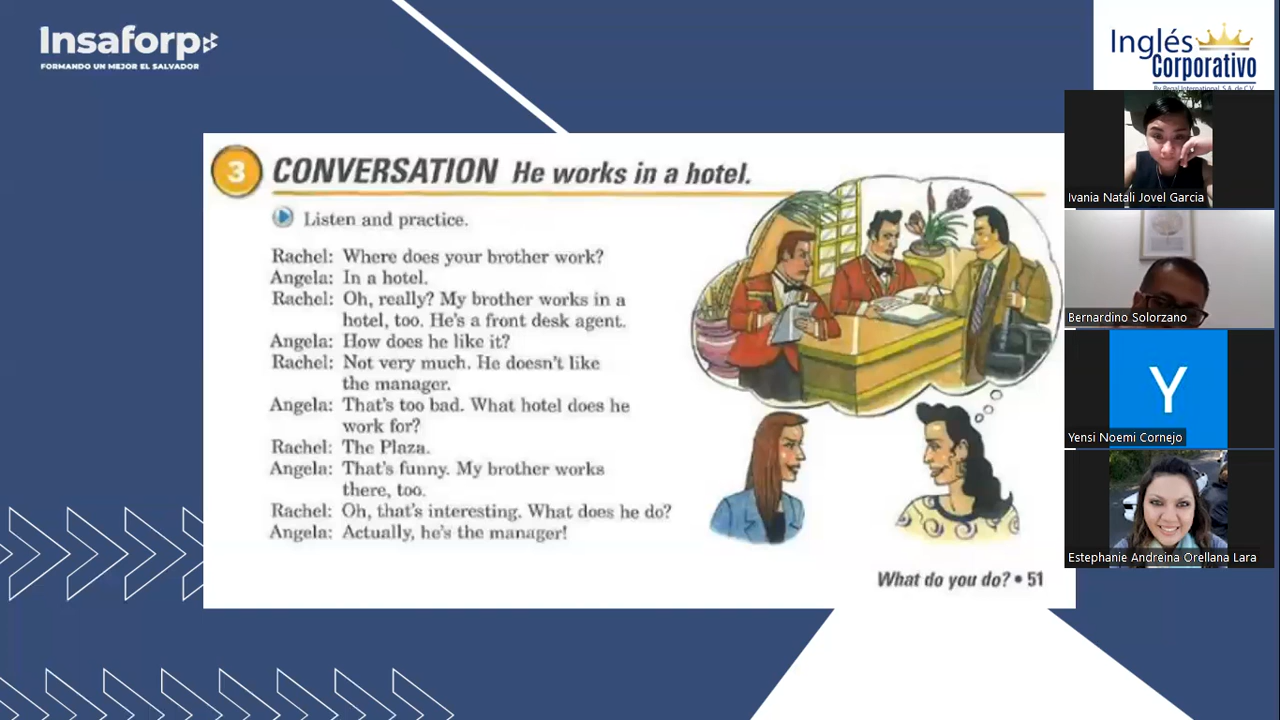 Insaforp
FORMANDO UN MEJOR EL SALVADOR
Inglés
Corporativo
By Regal International, S.A. de C.V.
3 CONVERSATION He works in a hotel.
Listen and practice.
Rachel: Where does your brother work?
Angela: In a hotel.
Rachel: Oh, really? My brother works in a
hotel, too. He's a front desk agent.
Angela: How does he like it?
Rachel: Not very much. He doesn't like
the manager.
Angela: That's too bad. What hotel does he
work for?
Rachel: The Plaza.
Angela: That's funny. My brother works
there, too.
Rachel: Oh, that's interesting. What does he do?
Angela: Actually, he's the manager!
What do you do? • 51
Ivania Natali Jovel Garcia
Bernardino Solorzano
Y
Yensi Noemi Cornejo
Estephanie Andreina Orellana Lara